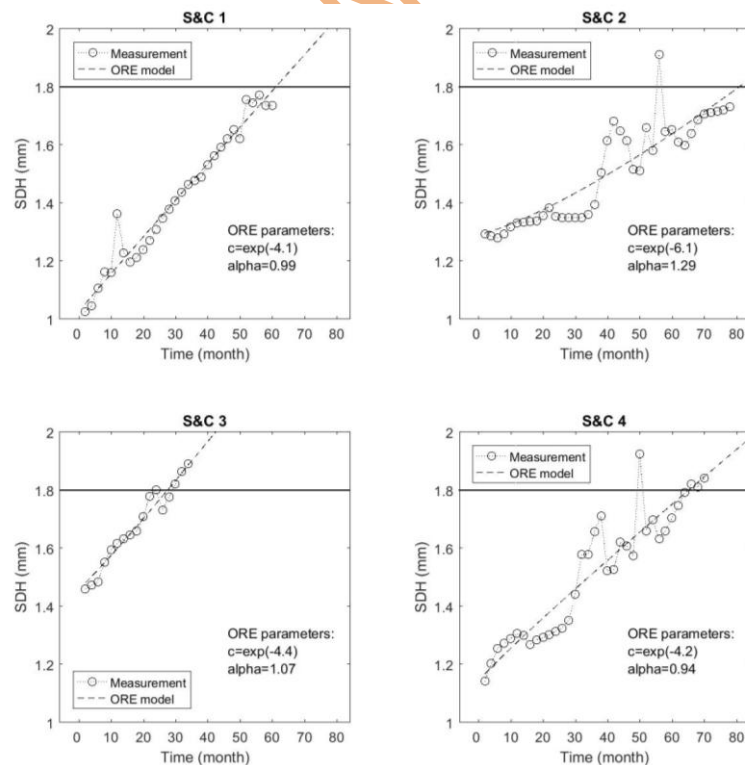 S&C 1
Measurement
ORE model
2
1.8
1.6
1.4
1.2
1
SDH (mm)
ORE parameters:
c=exp(-4.1)
alpha=0.99
0 10 20 30 40 50 60 70 80
Time (month)
S&C 2
Measurement
ORE model
2
1.8
1.6
1.4
1.2
1
SDH (mm)
ORE parameters:
c=exp(-6.1)
alpha=1.29
0 10 20 30 40 50 60 70 80
Time (month)
S&C 3
2
1.8
1.6
1.4
1.2
1
SDH (mm)
ORE parameters:
c=exp(-4.4)
alpha=1.07
Measurement
ORE model
0 10 20 30 40 50 60 70 80
Time (month)
S&C 4
Measurement
ORE model
2
1.8
1.6
1.4
1.2
1
SDH (mm)
ORE parameters:
c=exp(-4.2)
alpha=0.94
0 10 20 30 40 50 60 70 80
Time (month)